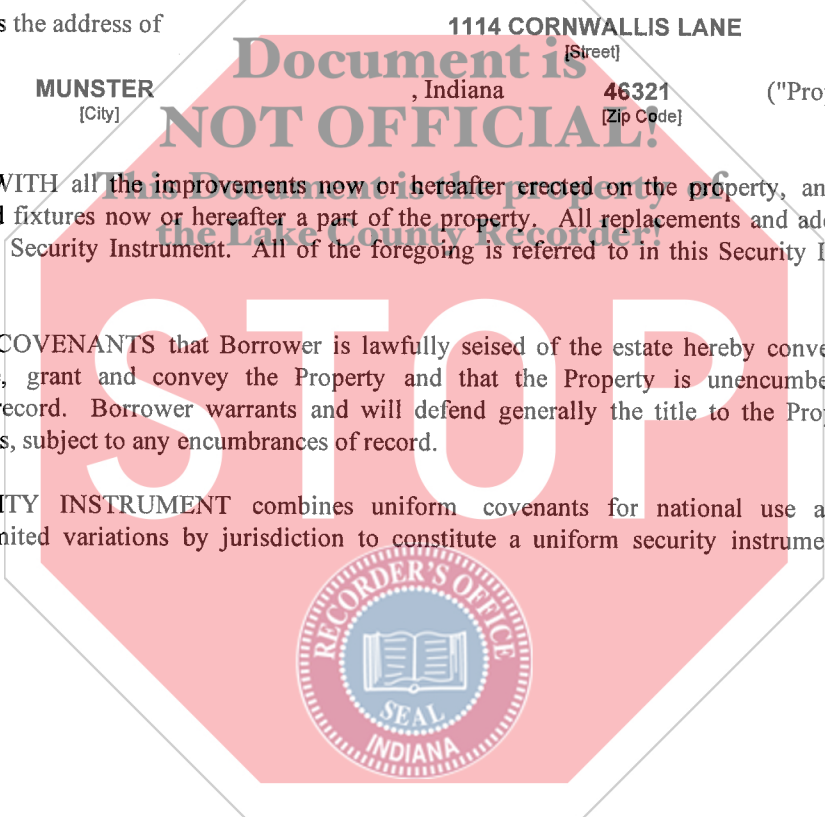 s the address of 1114 CORNWALLIS LANE
[Street]
MUNSTER , Indiana 46321 ("Prop
[City] [Zip Code]
Document is
NOT OFFICIAL!
This Document is the property of
the Lake County Recorder!
WITH all the improvements now or hereafter erected on the property, an
d fixtures now or hereafter a part of the property. All replacements and add
Security Instrument. All of the foregoing is referred to in this Security I
STOP
COVENANTS that Borrower is lawfully seised of the estate hereby conve
, grant and convey the Property and that the Property is unencumbe
record. Borrower warrants and will defend generally the title to the Prop
s, subject to any encumbrances of record.
ITY INSTRUMENT combines uniform covenants for national use a
mited variations by jurisdiction to constitute a uniform security instrume
RECORDER'S OFFICE
SEAL
INDIANA